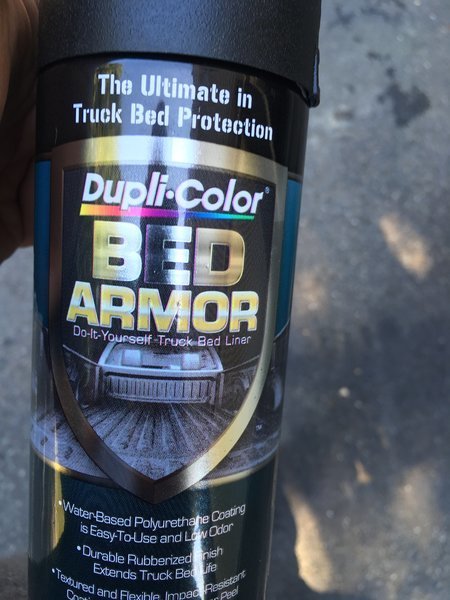 The Ultimate in
Truck Bed Protection
Dupli·Color®
BED
ARMOR
Do-It-Yourself Truck Bed Liner
•Water-Based Polyurethane Coating
is Easy-To-Use and Low Odor
•Durable Rubberized Finish
Extends Truck Bed Life
•Textured and Flexible, Impact-Resistant
Peel